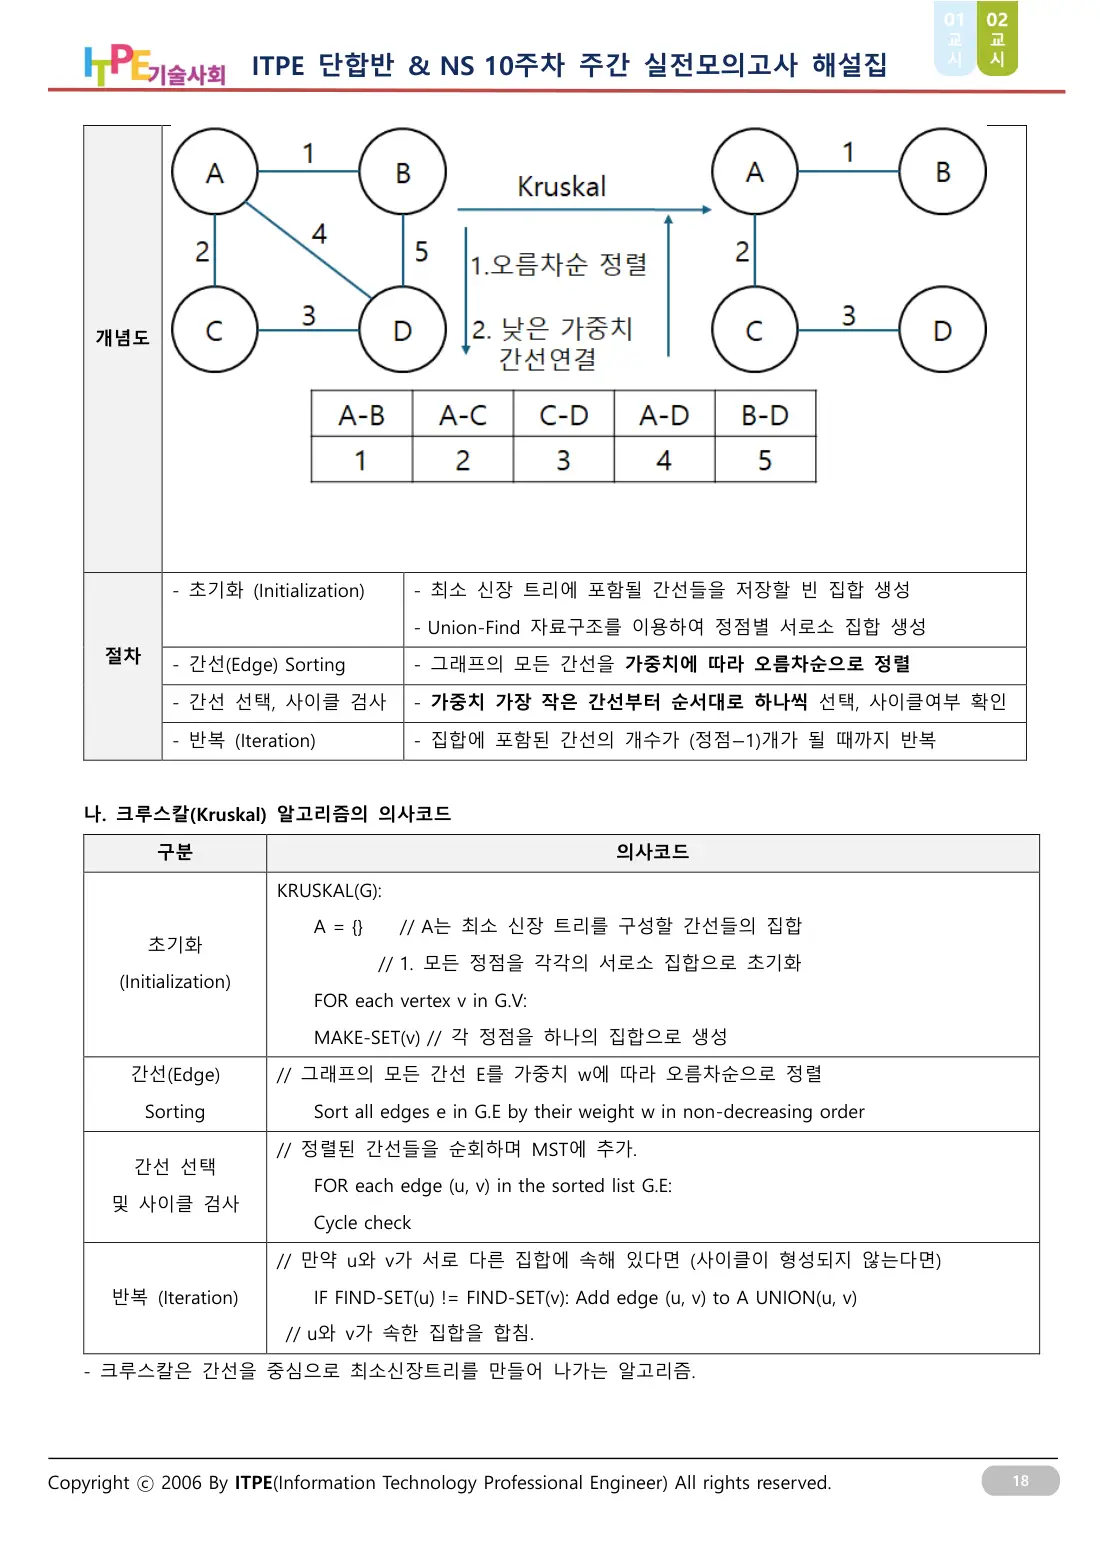 01
교
시
02
교
시
ITPE기술사회
ITPE 단합반 & NS 10주차 주간 실전모의고사 해설집
개념도
A
1
B
2
4
5
C
3
D
Kruskal
1.오름차순 정렬
2. 낮은 가중치
간선연결
A
1
B
2
C
3
D
A-B A-C C-D A-D B-D
1 2 3 4 5
절차
- 초기화 (Initialization)
- 최소 신장 트리에 포함될 간선들을 저장할 빈 집합 생성
- Union-Find 자료구조를 이용하여 정점별 서로소 집합 생성
- 간선(Edge) Sorting
- 그래프의 모든 간선을 가중치에 따라 오름차순으로 정렬
- 간선 선택, 사이클 검사
- 가중치 가장 작은 간선부터 순서대로 하나씩 선택, 사이클여부 확인
- 반복 (Iteration)
- 집합에 포함된 간선의 개수가 (정점–1)개가 될 때까지 반복
나. 크루스칼(Kruskal) 알고리즘의 의사코드
구분 의사코드
초기화
(Initialization)
KRUSKAL(G):
A = {} // A는 최소 신장 트리를 구성할 간선들의 집합
// 1. 모든 정점을 각각의 서로소 집합으로 초기화
FOR each vertex v in G.V:
MAKE-SET(v) // 각 정점을 하나의 집합으로 생성
간선(Edge)
Sorting
// 그래프의 모든 간선 E를 가중치 w에 따라 오름차순으로 정렬
Sort all edges e in G.E by their weight w in non-decreasing order
간선 선택
및 사이클 검사
// 정렬된 간선들을 순회하며 MST에 추가.
FOR each edge (u, v) in the sorted list G.E:
Cycle check
반복 (Iteration)
// 만약 u와 v가 서로 다른 집합에 속해 있다면 (사이클이 형성되지 않는다면)
IF FIND-SET(u) != FIND-SET(v): Add edge (u, v) to A UNION(u, v)
// u와 v가 속한 집합을 합침.
- 크루스칼은 간선을 중심으로 최소신장트리를 만들어 나가는 알고리즘.
Copyright ⓒ 2006 By ITPE(Information Technology Professional Engineer) All rights reserved.
18